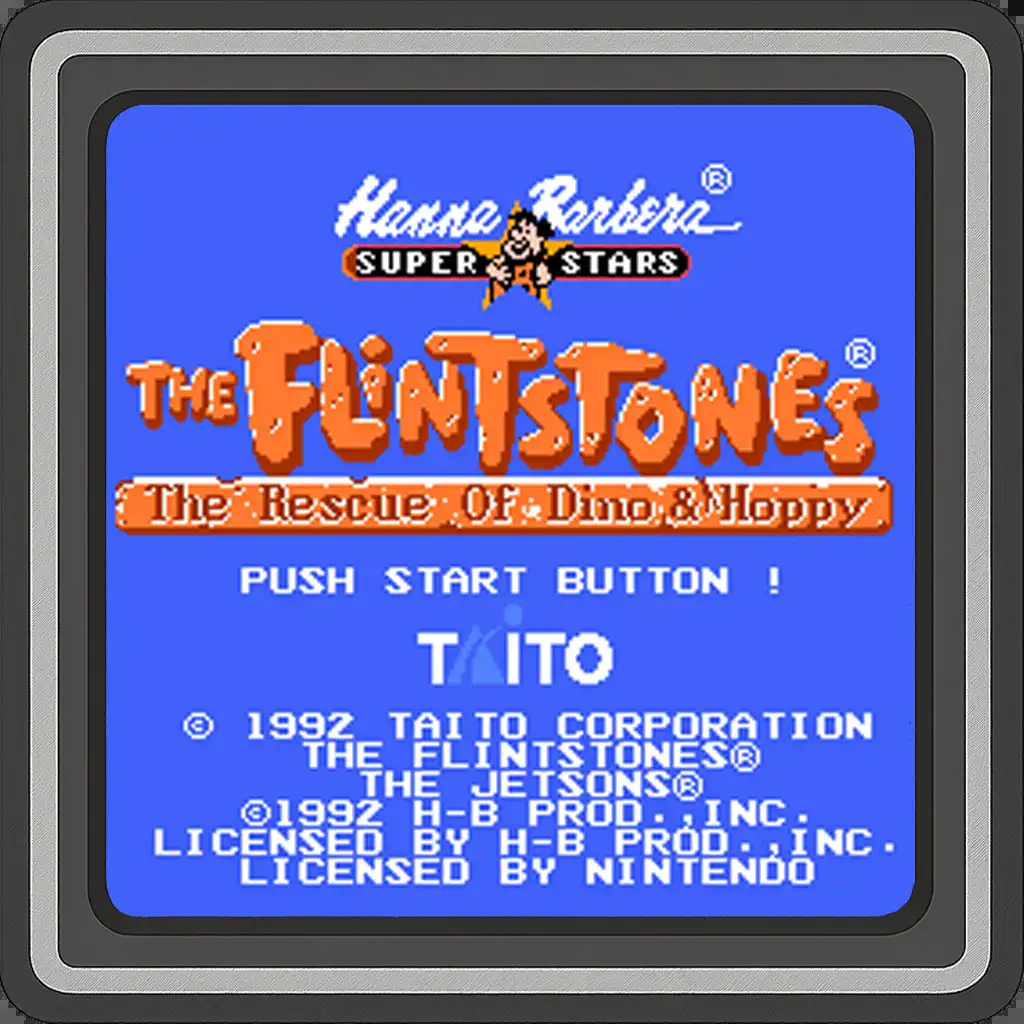 Hanna Barbera®
SUPER STARS
THE FLINTSTONES®
The Rescue Of Dino & Hoppy
PUSH START BUTTON !
TAITO
© 1992 TAITO CORPORATION
THE FLINTSTONES®
THE JETSONS®
©1992 H-B PROD.,INC.
LICENSED BY H-B PROD.,INC.
LICENSED BY NINTENDO